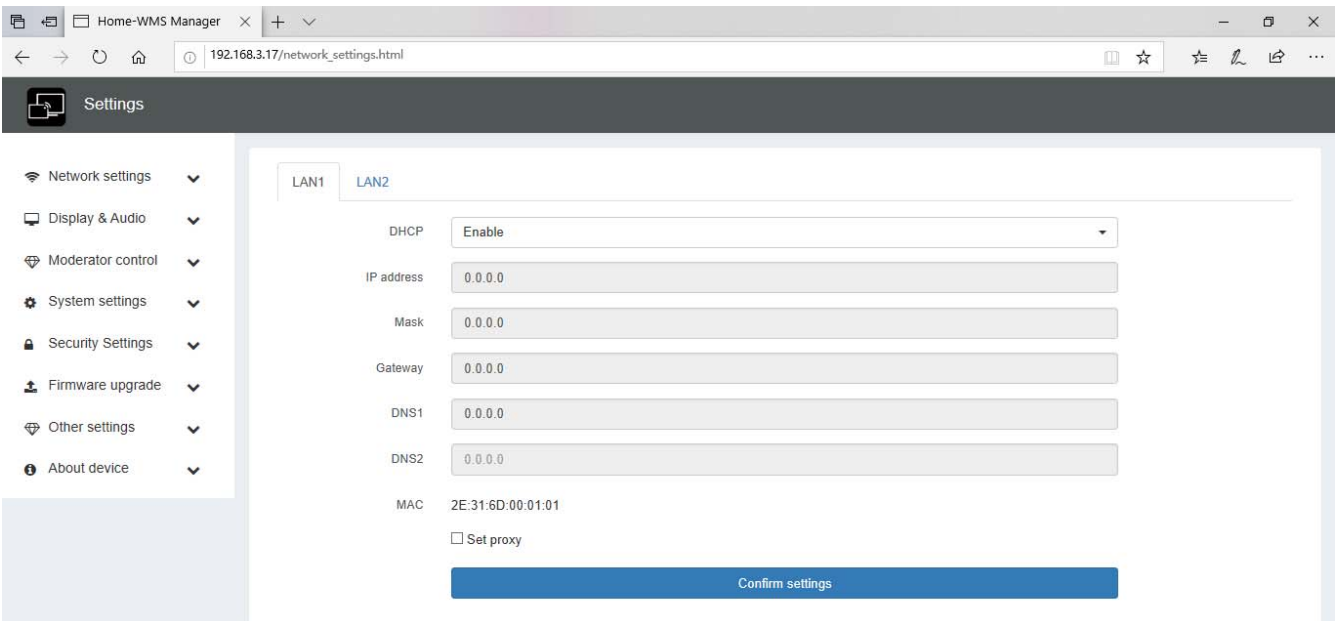 Home-WMS Manager
192.168.3.17/network_settings.html
Settings
Network settings
Display & Audio
Moderator control
System settings
Security Settings
Firmware upgrade
Other settings
About device
LAN1 LAN2
DHCP Enable
IP address 0.0.0.0
Mask 0.0.0.0
Gateway 0.0.0.0
DNS1 0.0.0.0
DNS2 0.0.0.0
MAC 2E:31:6D:00:01:01
Set proxy
Confirm settings